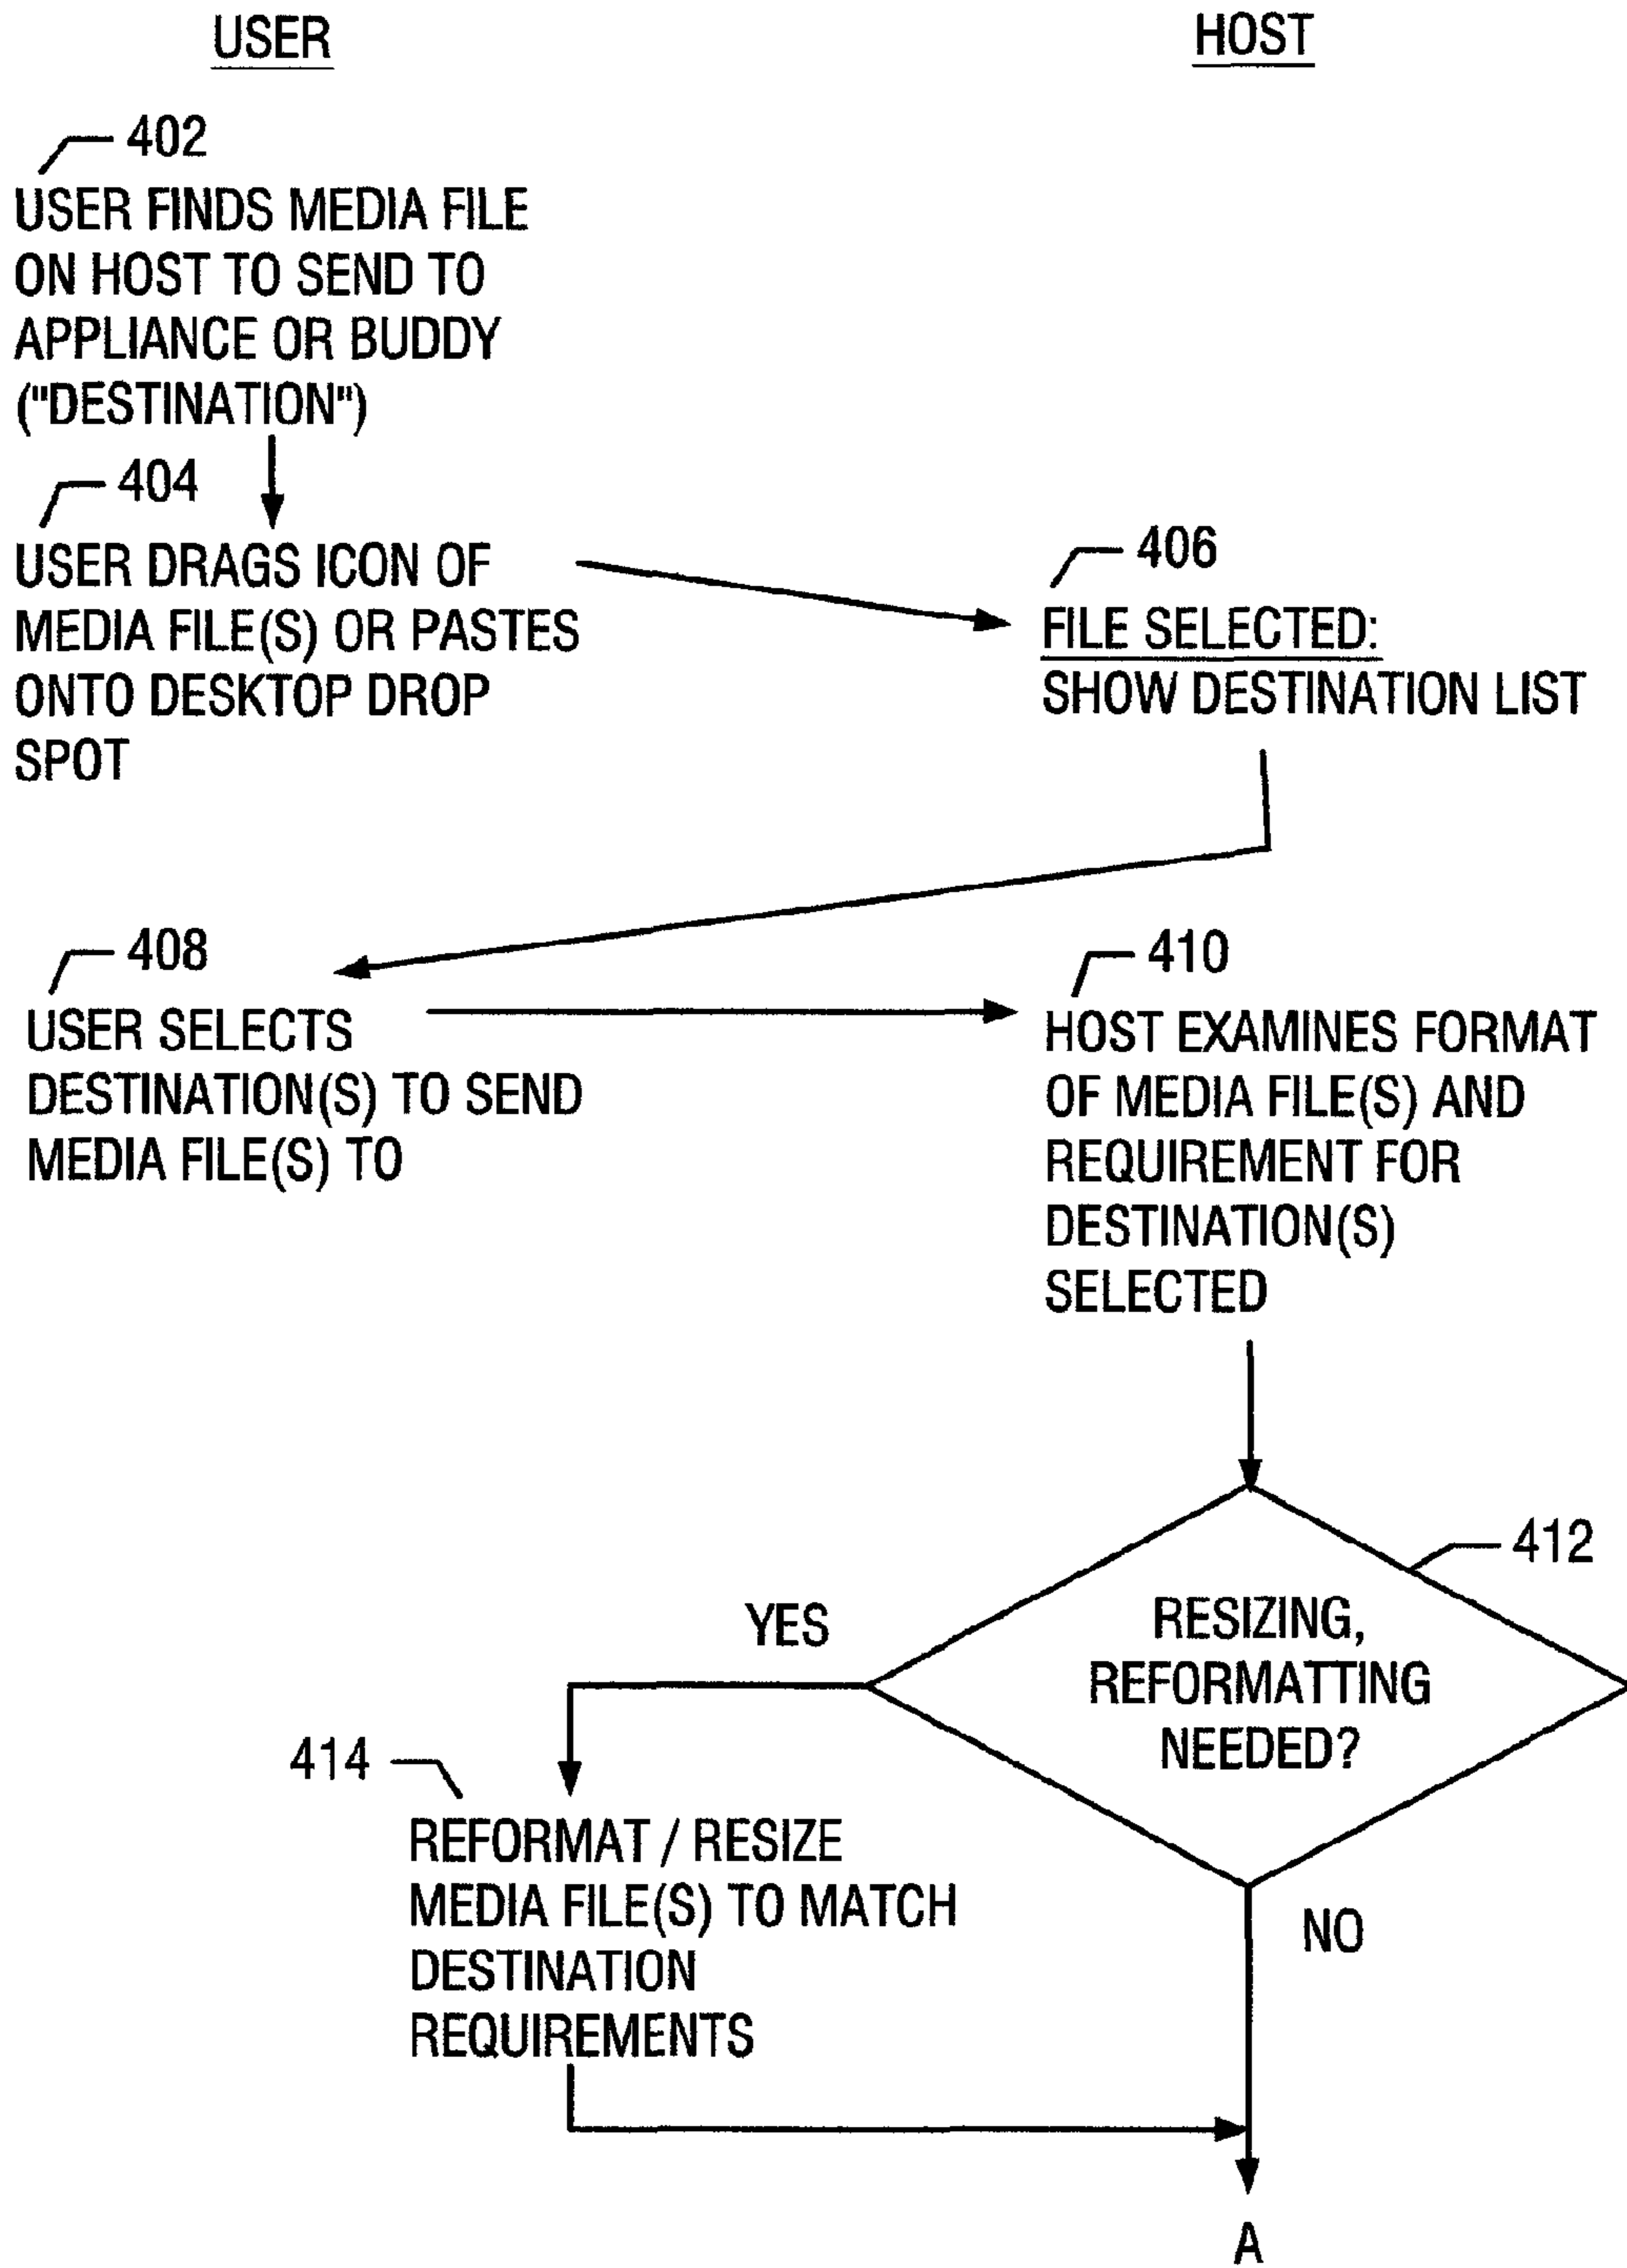 USER
HOST
402
USER FINDS MEDIA FILE
ON HOST TO SEND TO
APPLIANCE OR BUDDY
("DESTINATION")
404
USER DRAGS ICON OF
MEDIA FILE(S) OR PASTES
ONTO DESKTOP DROP
SPOT
406
FILE SELECTED:
SHOW DESTINATION LIST
408
USER SELECTS
DESTINATION(S) TO SEND
MEDIA FILE(S) TO
410
HOST EXAMINES FORMAT
OF MEDIA FILE(S) AND
REQUIREMENT FOR
DESTINATION(S)
SELECTED
412
RESIZING,
REFORMATTING
NEEDED?
YES
414
REFORMAT / RESIZE
MEDIA FILE(S) TO MATCH
DESTINATION
REQUIREMENTS
NO
A